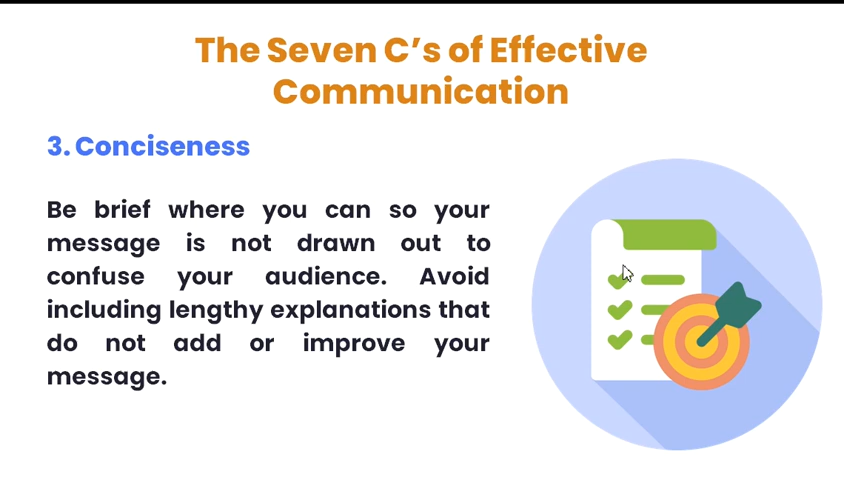 The Seven C’s of Effective
Communication
3. Conciseness
Be brief where you can so your
message is not drawn out to
confuse your audience. Avoid
including lengthy explanations that
do not add or improve your
message.